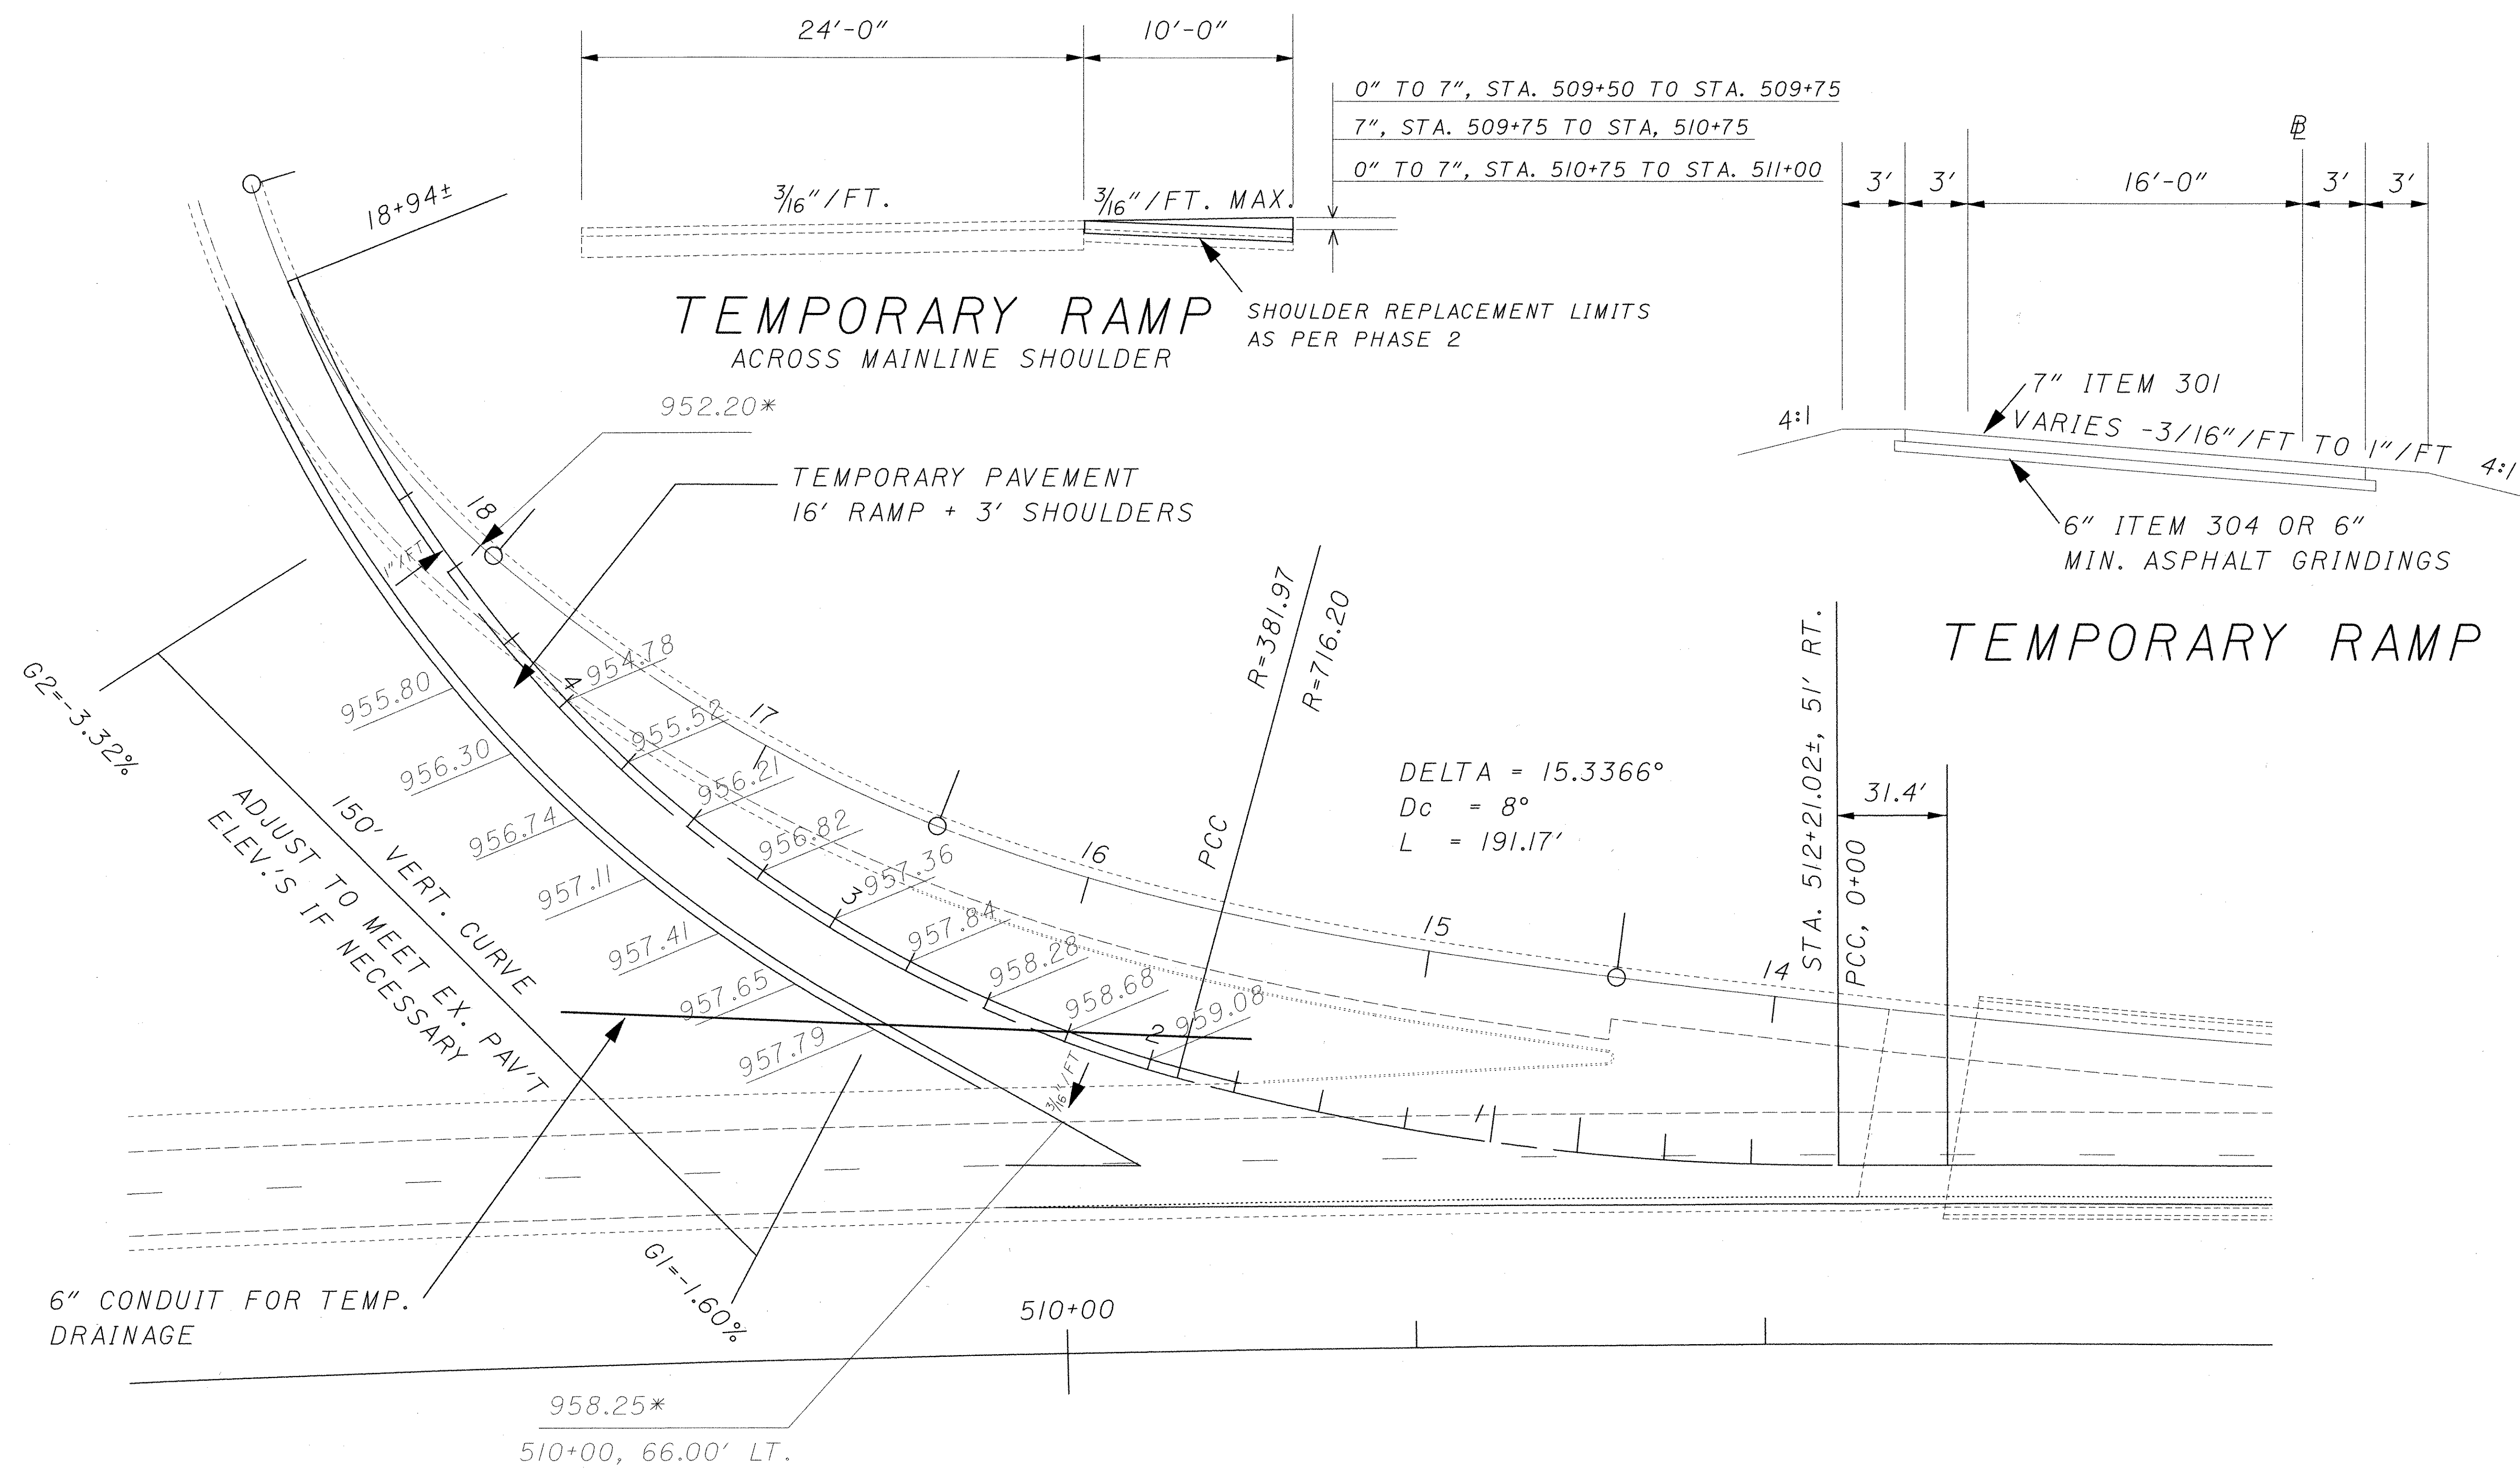 24'-0"
10'-0"
0" TO 7", STA. 509+50 TO STA. 509+75
7", STA. 509+75 TO STA, 510+75
0" TO 7", STA. 510+75 TO STA. 511+00
3/16"/FT.
3/16"/FT. MAX.
TEMPORARY RAMP
ACROSS MAINLINE SHOULDER
SHOULDER REPLACEMENT LIMITS
AS PER PHASE 2
3'
3'
16'-0"
3'
3'
4:1
7" ITEM 301
VARIES -3/16"/FT TO 1"/FT
4:1
6" ITEM 304 OR 6"
MIN. ASPHALT GRINDINGS
TEMPORARY RAMP
18+94±
952.20*
TEMPORARY PAVEMENT
16' RAMP + 3' SHOULDERS
18
1"/FT
17
16
15
14
4
3
2
1
954.78
955.52
956.21
956.82
957.36
957.84
958.28
958.68
959.08
955.80
956.30
956.74
957.11
957.41
957.65
957.79
R=381.97
R=716.20
PCC
DELTA = 15.3366°
Dc = 8°
L = 191.17'
STA. 512+21.02±, 51' RT.
PCC, 0+00
31.4'
G2=-3.32%
150' VERT. CURVE
ADJUST TO MEET EX. PAV'T
ELEV.'S IF NECESSARY
G1=-1.60%
3/16"/FT
6" CONDUIT FOR TEMP.
DRAINAGE
510+00
958.25*
510+00, 66.00' LT.